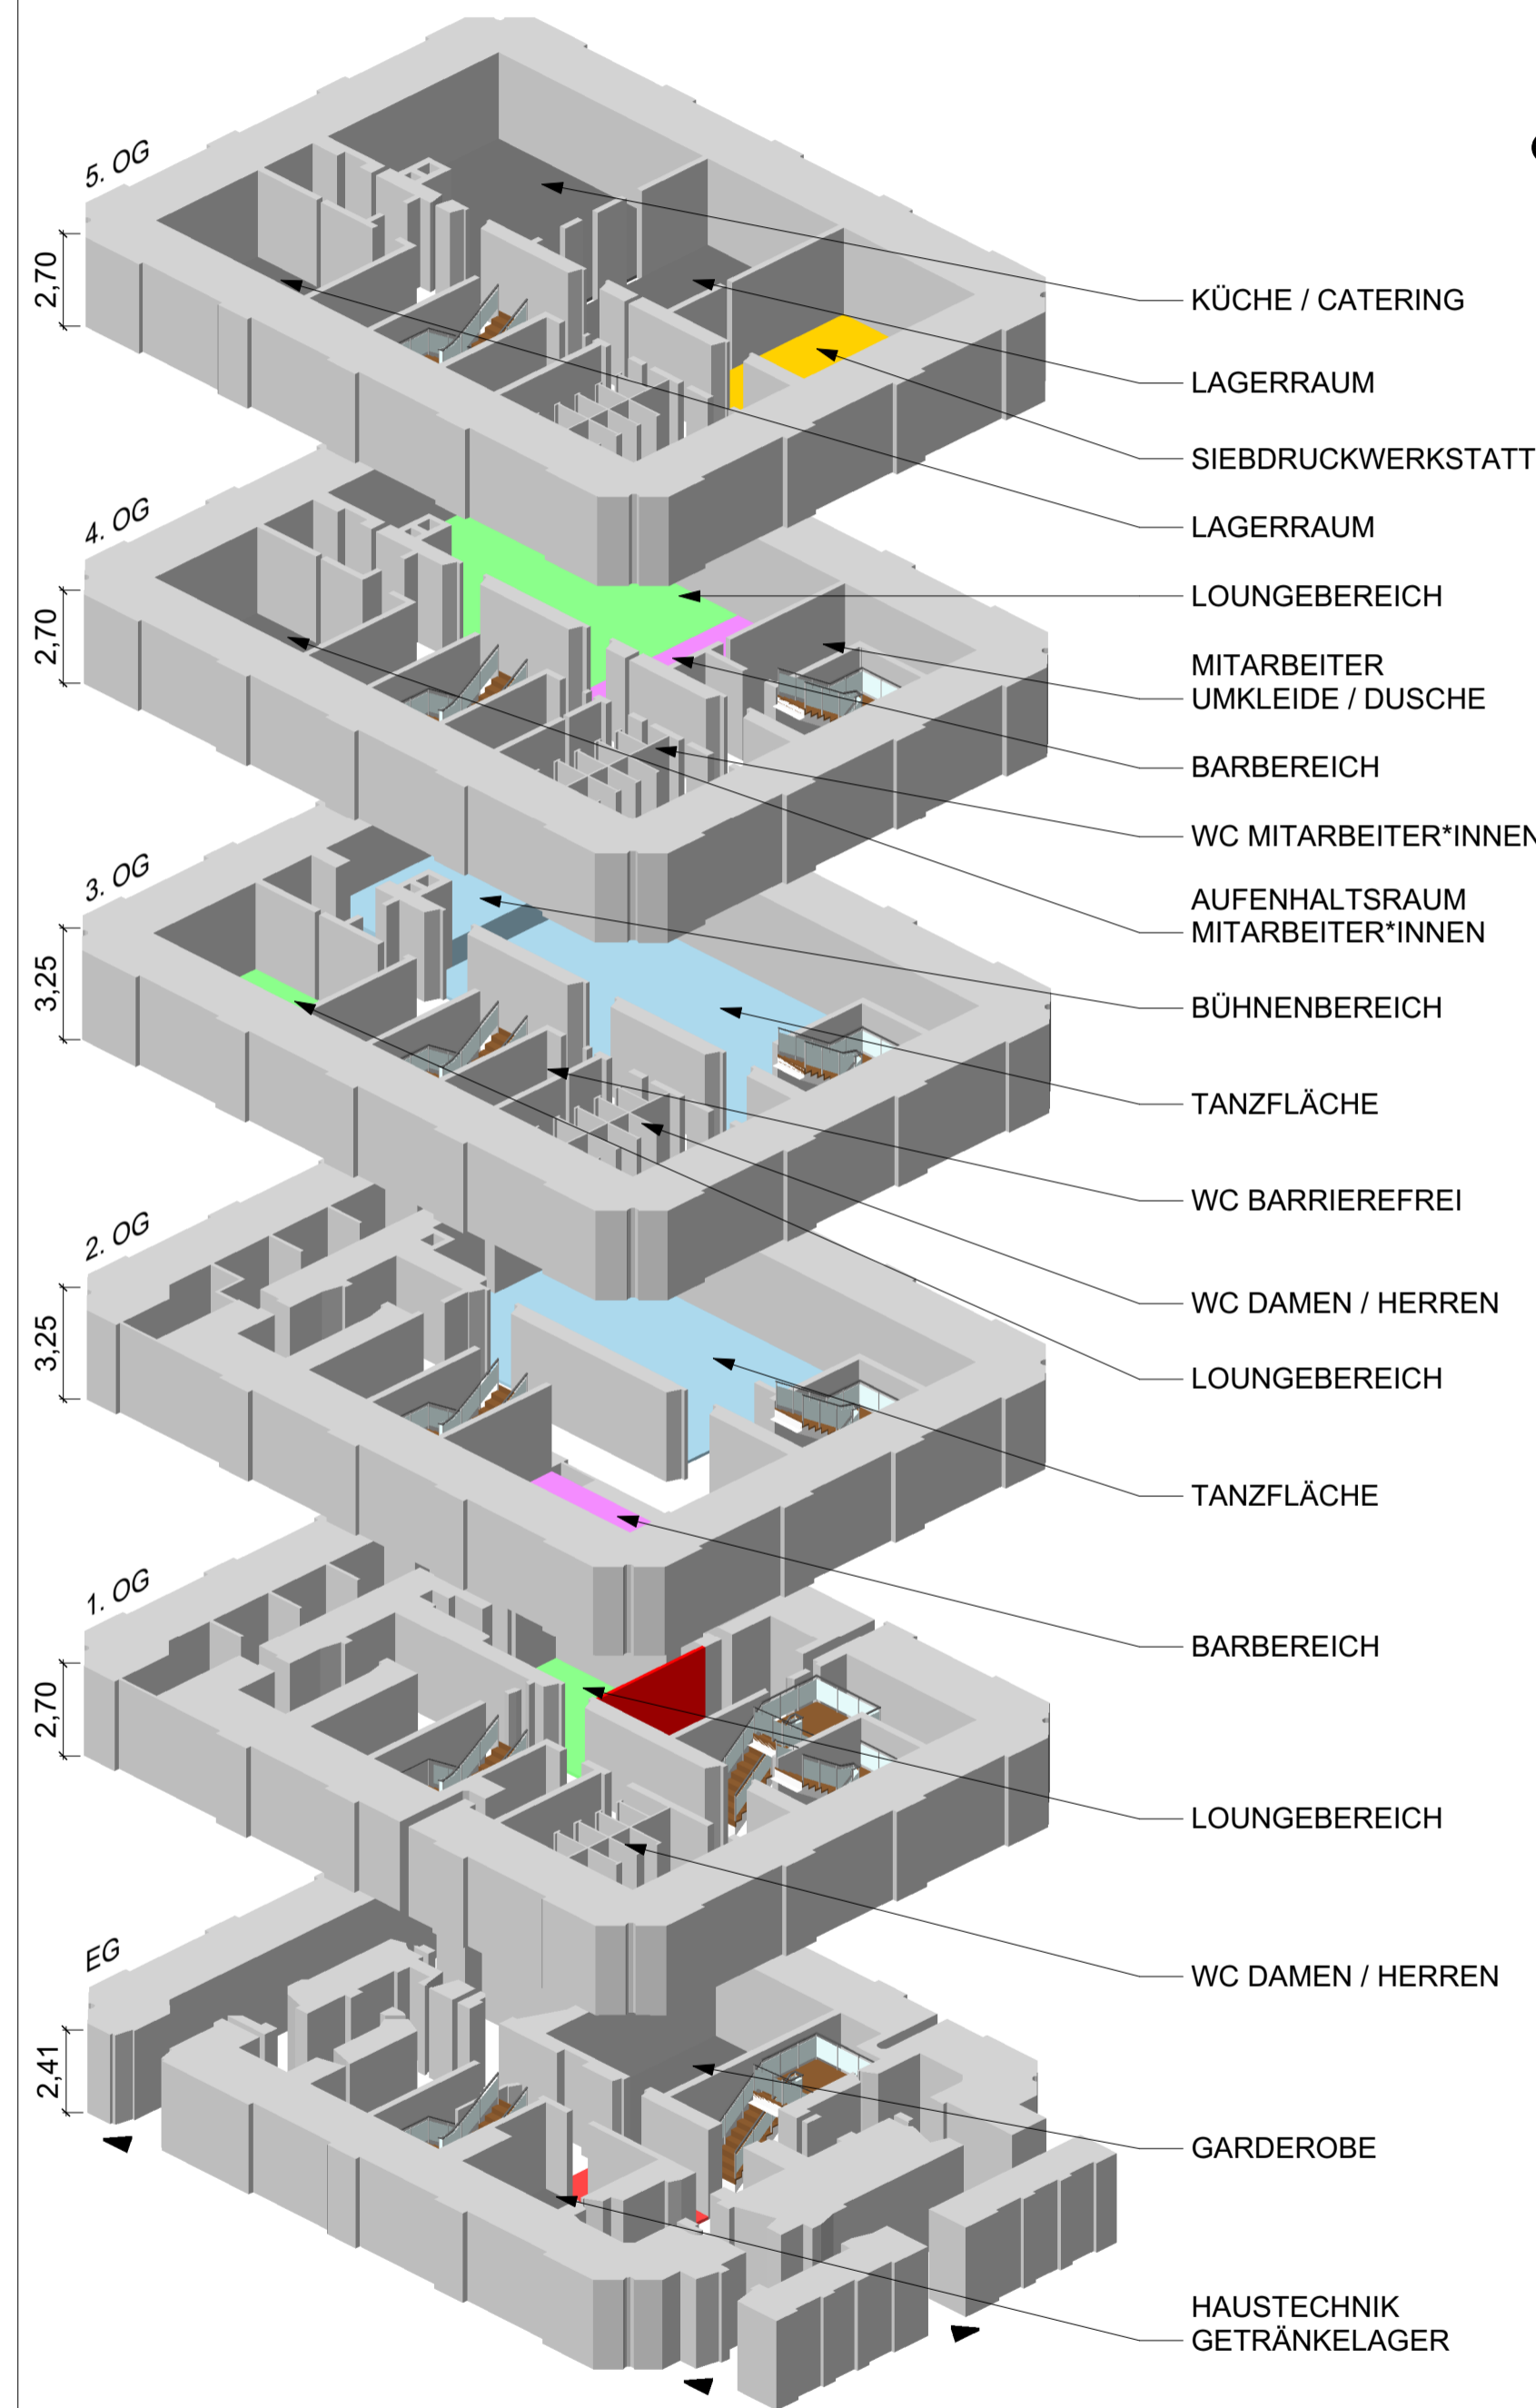 5. OG
2,70
KÜCHE / CATERING
LAGERRAUM
SIEBDRUCKWERKSTATT
LAGERRAUM
4. OG
2,70
LOUNGEBEREICH
MITARBEITER
UMKLEIDE / DUSCHE
BARBEREICH
WC MITARBEITER*INNEN
AUFENHALTSRAUM
MITARBEITER*INNEN
3. OG
3,25
BÜHNENBEREICH
TANZFLÄCHE
WC BARRIEREFREI
WC DAMEN / HERREN
LOUNGEBEREICH
2. OG
3,25
TANZFLÄCHE
BARBEREICH
1. OG
2,70
LOUNGEBEREICH
WC DAMEN / HERREN
EG
2,41
GARDEROBE
HAUSTECHNIK
GETRÄNKELAGER